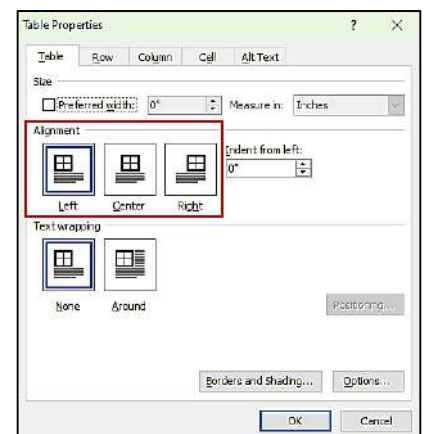 Table Properties ? ×
Table Row Column Cell Alt Text
Size
Preferred width: 0" Measure in: Inches
Alignment
Indent from left:
0"
Left Center Right
Text wrapping
None Around
Positioning...
Borders and Shading... Options...
OK Cancel